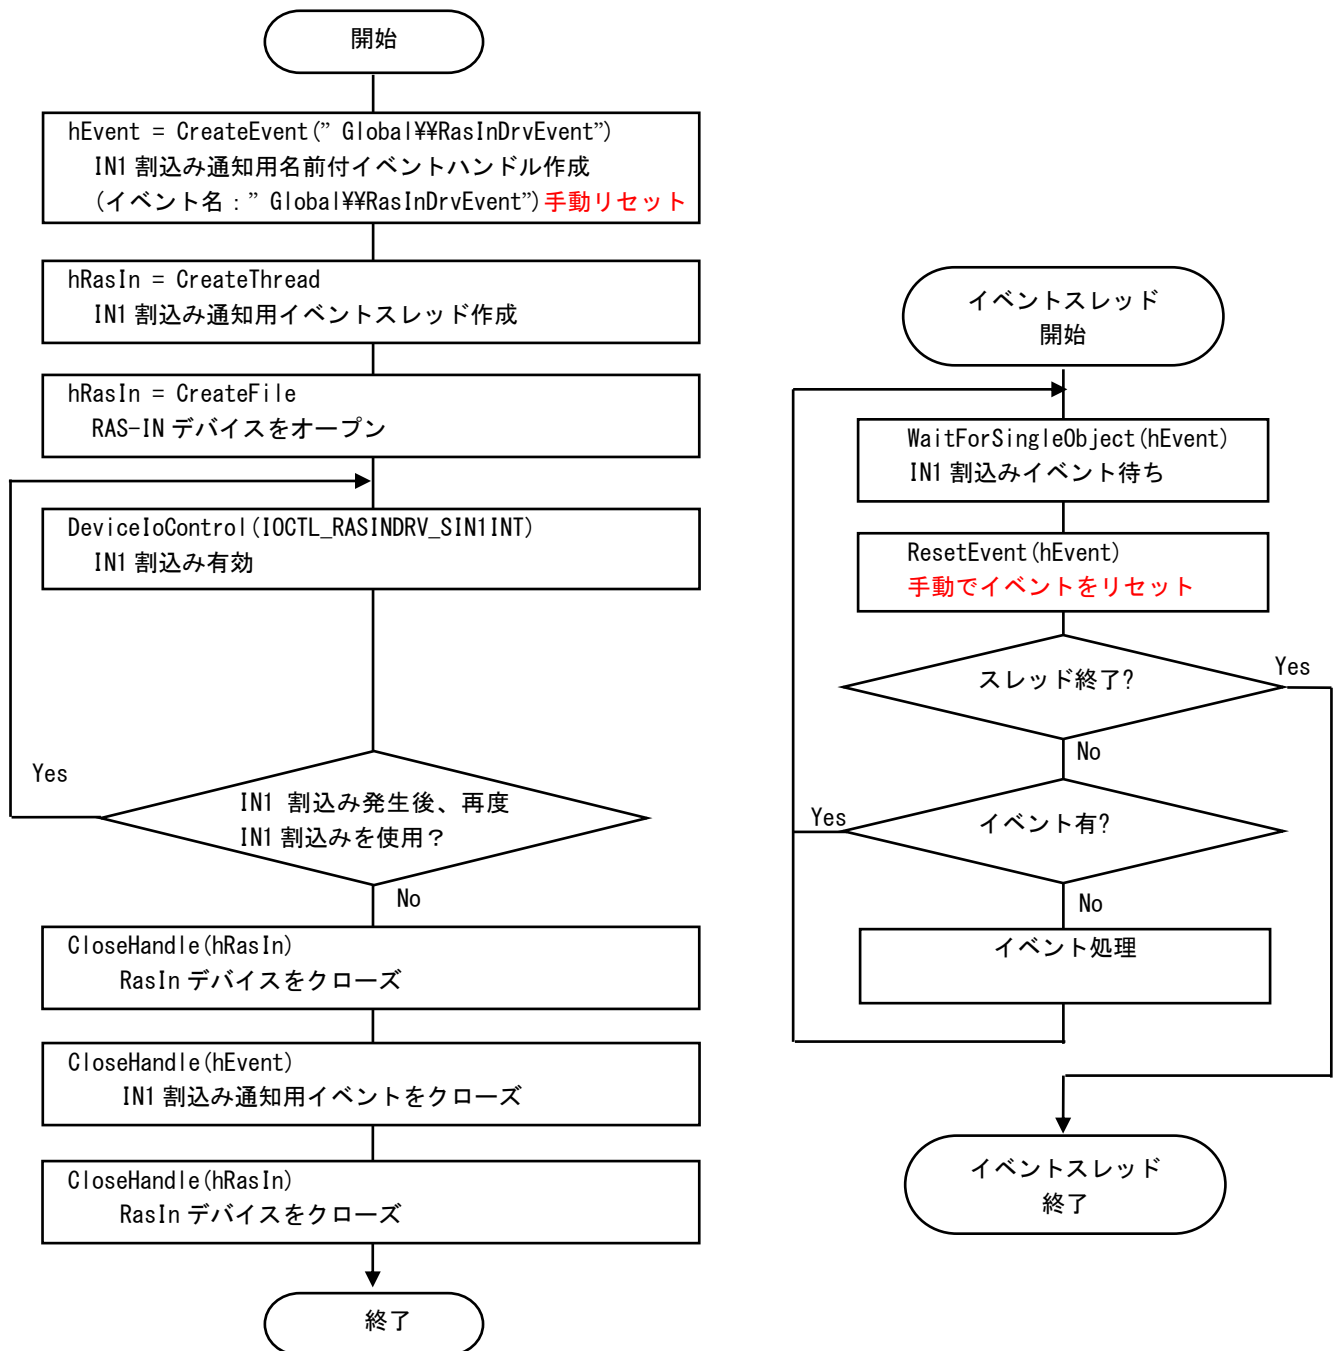 開始
hEvent = CreateEvent(” Global¥¥RasInDrvEvent”)
IN1 割込み通知用名前付イベントハンドル作成
(イベント名：” Global¥¥RasInDrvEvent”)手動リセット
hRasIn = CreateThread
IN1 割込み通知用イベントスレッド作成
hRasIn = CreateFile
RAS-IN デバイスをオープン
DeviceIoControl(IOCTL_RASINDRV_SIN1INT)
IN1 割込み有効
Yes
IN1 割込み発生後、再度
IN1 割込みを使用？
No
CloseHandle(hRasIn)
RasIn デバイスをクローズ
CloseHandle(hEvent)
IN1 割込み通知用イベントをクローズ
CloseHandle(hRasIn)
RasIn デバイスをクローズ
終了
イベントスレッド
開始
WaitForSingleObject(hEvent)
IN1 割込みイベント待ち
ResetEvent(hEvent)
手動でイベントをリセット
スレッド終了?
Yes
No
イベント有?
Yes
No
イベント処理
イベントスレッド
終了